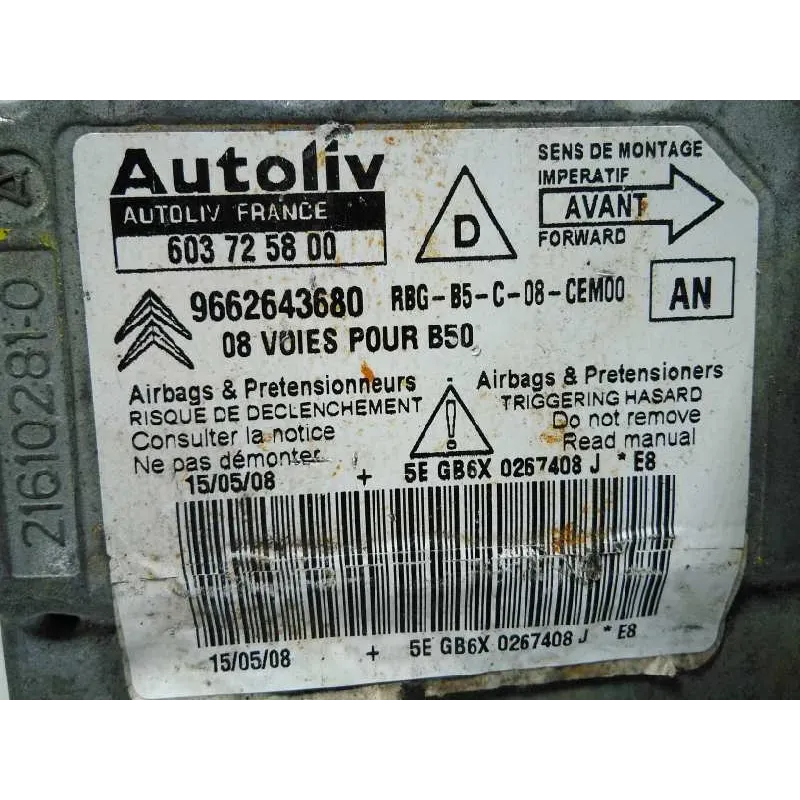 Autoliv
AUTOLIV FRANCE
603 72 58 00
D
SENS DE MONTAGE
IMPERATIF
AVANT
FORWARD
9662643680 RBG-B5-C-08-CEM00
AN
08 VOIES POUR B50
Airbags & Pretensionneurs
RISQUE DE DECLENCHEMENT
Consulter la notice
Ne pas démonter
!
Airbags & Pretensioners
TRIGGERING HASARD
Do not remove
Read manual
15/05/08 + 5E GB6X 0267408 J * E8
15/05/08 + 5E GB6X 0267408 J * E8
A
21610281-0